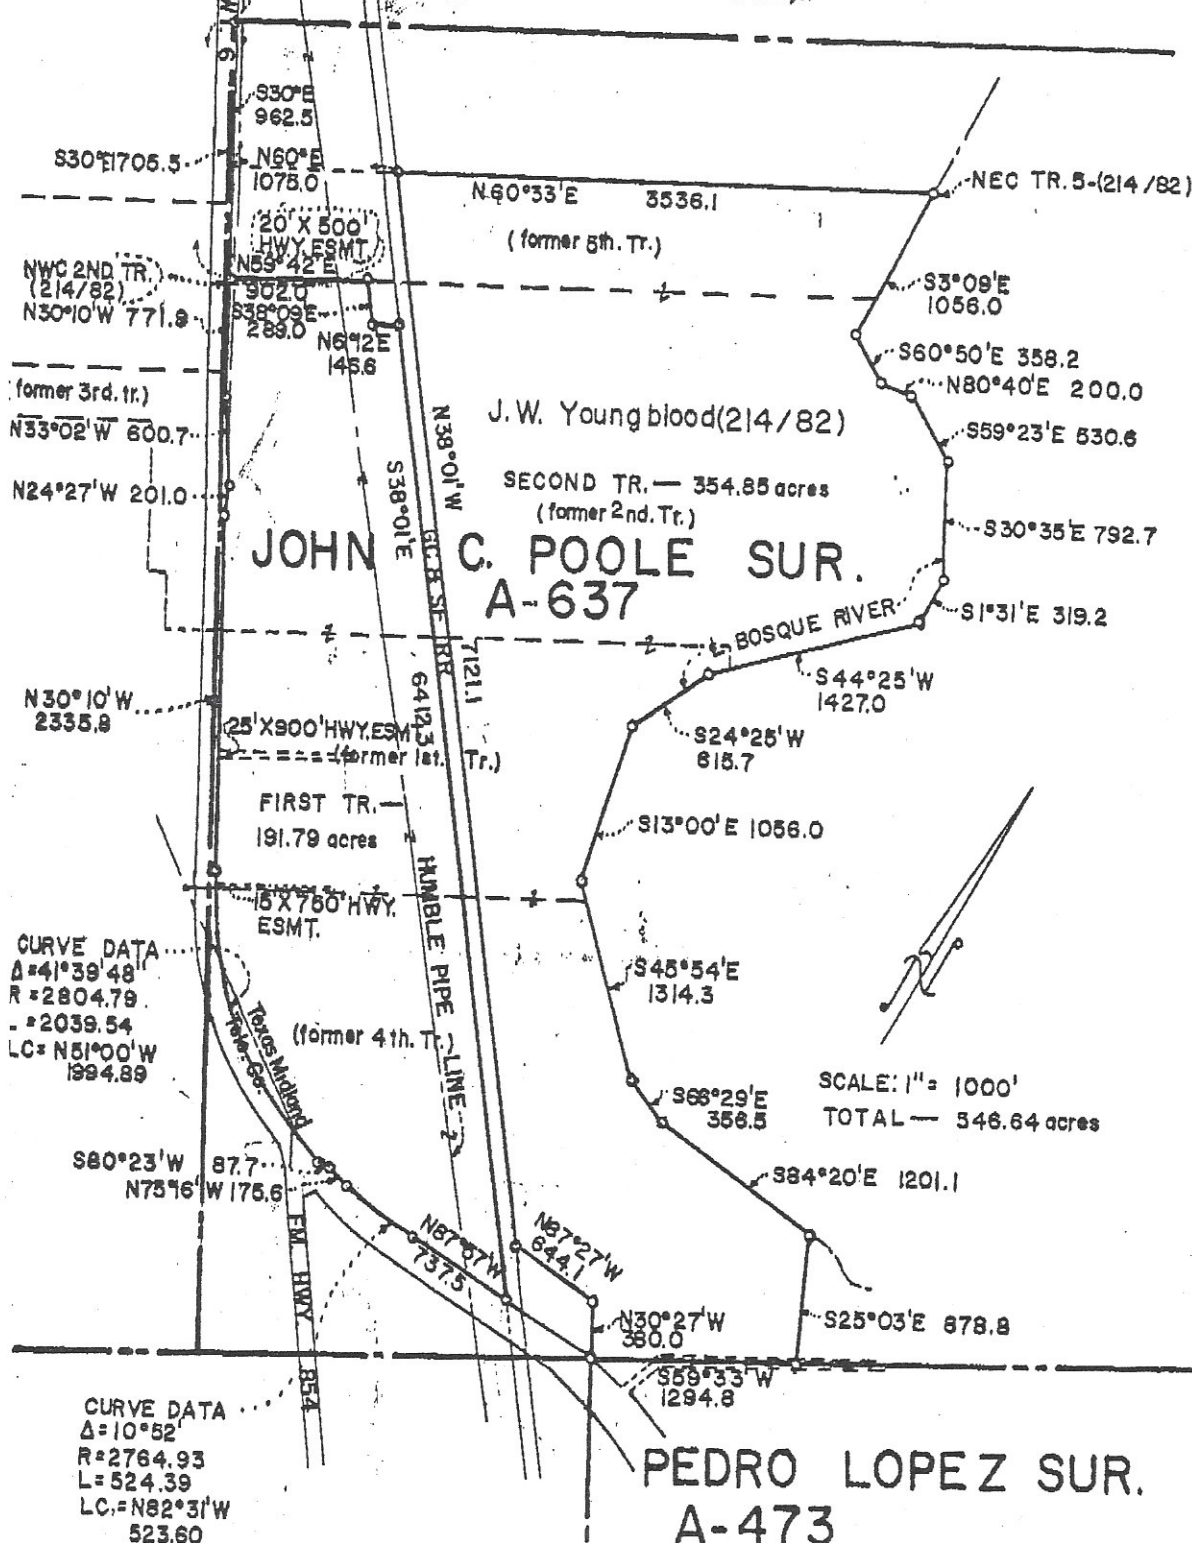 WY 6
S30°E
962.5
S30°E1705.5
N60°E
1075.0
N.60°33'E 3536.1
NEC TR.5-(214/82)
20' X 500'
HWY. ESMT.
(former 5th. Tr.)
NWC 2ND TR.
(214/82)
N59°42'E
902.0
S3°09'E
1056.0
N30°10'W 771.9
S38°09E
289.0
N61°12'E
146.6
S60°50'E 358.2
N80°40'E 200.0
(former 3rd. tr.)
N33°02'W 600.7
J.W. Youngblood(214/82)
S59°23'E 530.6
N24°27'W 201.0
N38°01'W
S38°01'E
SECOND TR.— 354.85 acres
(former 2nd. Tr.)
S30°35'E 792.7
JOHN C. POOLE SUR.
A-637
GC & SF RR
7121.1
6412.3
BOSQUE RIVER
S1°31'E 319.2
S44°25'W
1427.0
N30°10'W
2335.8
S24°25'W
615.7
25'X900'HWY.ESMT.
(former 1st. Tr.)
FIRST TR.—
191.79 acres
S13°00'E 1056.0
HUMBLE PIPE LINE
15'X750'HWY.
ESMT.
CURVE DATA
Δ=41°39'48"
R=2804.79
L=2039.54
LC= N51°00'W
1994.89
S45°54'E
1314.3
Texas Midland
Tele. Co.
(former 4th. Tr.)
SCALE: 1"= 1000'
TOTAL— 546.64 acres
S66°29'E
356.5
S80°23'W 87.7
N75°16'W 175.6
S84°20'E 1201.1
N87°57'W
737.5
N87°27'W
644.1
FM. HWY 854
N30°27'W
380.0
S25°03'E 878.8
S59°33'W
1294.8
CURVE DATA
Δ=10°52'
R=2764.93
L=524.39
LC.=N82°31'W
523.60
PEDRO LOPEZ SUR.
A-473